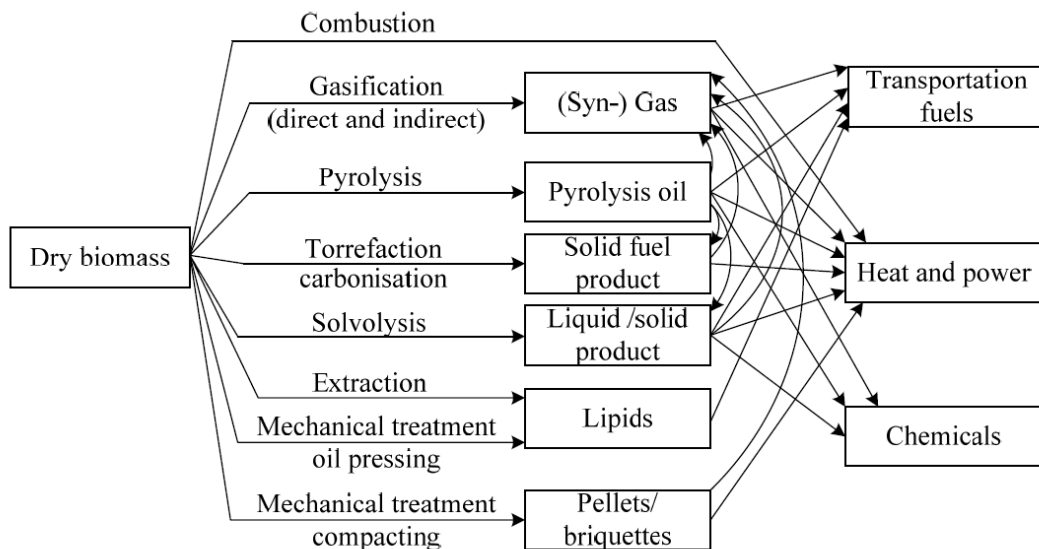 Combustion
Gasification
(direct and indirect)
Pyrolysis
Torrefaction
carbonisation
Solvolysis
Extraction
Mechanical treatment
oil pressing
Mechanical treatment
compacting
Dry biomass
(Syn-) Gas
Pyrolysis oil
Solid fuel
product
Liquid /solid
product
Lipids
Pellets/
briquettes
Transportation
fuels
Heat and power
Chemicals